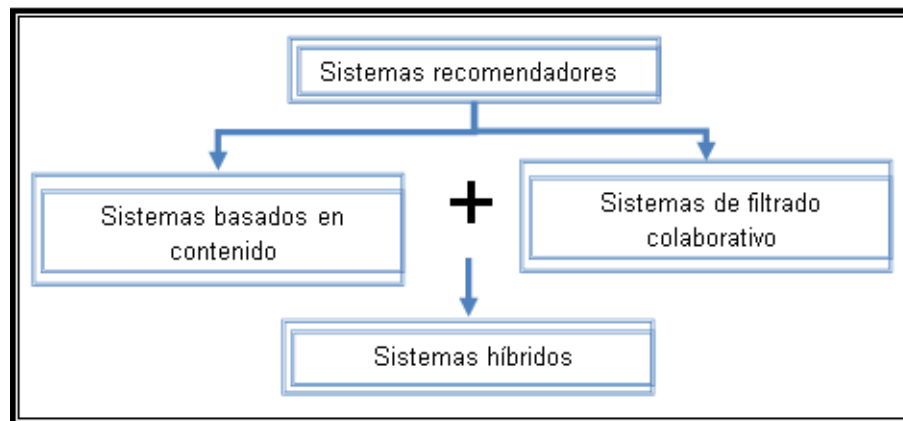 Sistemas recomendadores
Sistemas basados en
contenido
+
Sistemas de filtrado
colaborativo
Sistemas híbridos